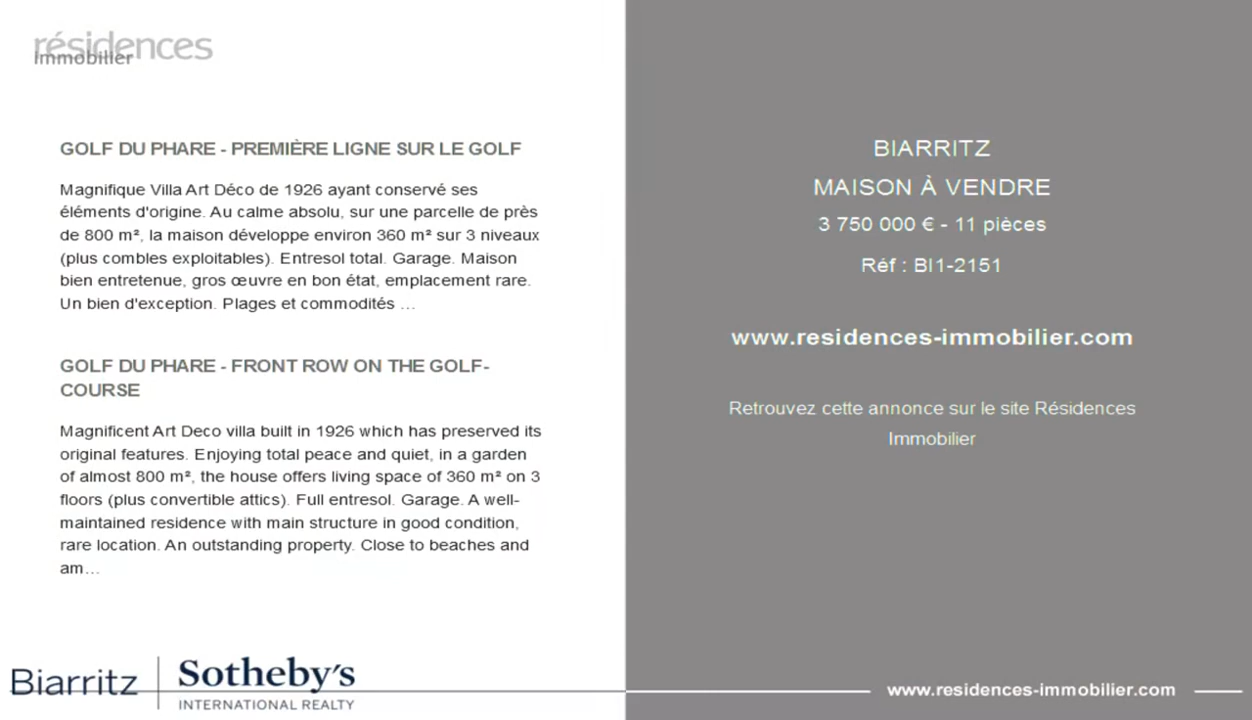 résidences
immobilier
GOLF DU PHARE - PREMIÈRE LIGNE SUR LE GOLF
Magnifique Villa Art Déco de 1926 ayant conservé ses
éléments d'origine. Au calme absolu, sur une parcelle de près
de 800 m², la maison développe environ 360 m² sur 3 niveaux
(plus combles exploitables). Entresol total. Garage. Maison
bien entretenue, gros œuvre en bon état, emplacement rare.
Un bien d'exception. Plages et commodités ...
GOLF DU PHARE - FRONT ROW ON THE GOLF-
COURSE
Magnificent Art Deco villa built in 1926 which has preserved its
original features. Enjoying total peace and quiet, in a garden
of almost 800 m², the house offers living space of 360 m² on 3
floors (plus convertible attics). Full entresol. Garage. A well-
maintained residence with main structure in good condition,
rare location. An outstanding property. Close to beaches and
am...
Biarritz
Sotheby's
INTERNATIONAL REALTY
BIARRITZ
MAISON À VENDRE
3 750 000 € - 11 pièces
Réf : BI1-2151
www.residences-immobilier.com
Retrouvez cette annonce sur le site Résidences
Immobilier
www.residences-immobilier.com